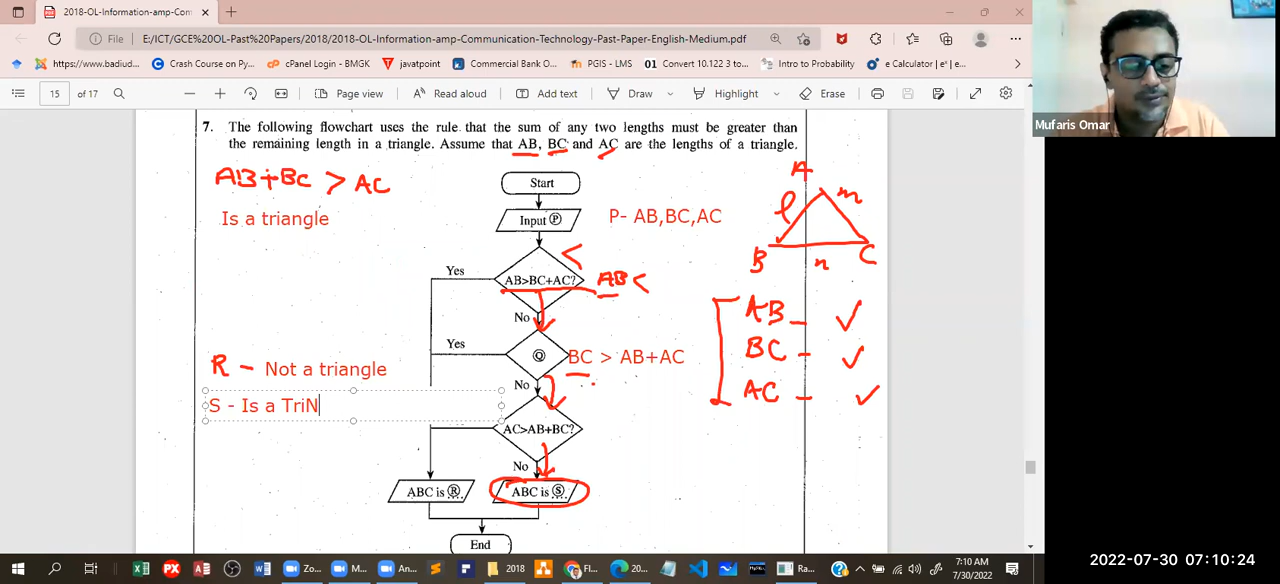 2018-OL-Information-amp-Com
File
E:/ICT/GCE%20OL-Past%20Papers/2018/2018-OL-Information-amp-Communication-Technology-Past-Paper-English-Medium.pdf
https://www.badiud...
Crash Course on Py...
cPanel Login - BMGK
javatpoint
Commercial Bank O...
PGIS - LMS
01 Convert 10.122 3 to...
Intro to Probability
e Calculator | e^x | e...
15 of 17
Page view
Read aloud
Add text
Draw
Highlight
Erase
Mufaris Omar
7. The following flowchart uses the rule that the sum of any two lengths must be greater than
the remaining length in a triangle. Assume that AB, BC and AC are the lengths of a triangle.
AB+BC > AC
Start
A
Is a triangle
Input Ⓟ
P- AB,BC,AC
l
m
<
B
n
C
Yes
AB>BC+AC?
AB <
No
AB - ✓
Yes
Ⓠ
BC > AB+AC
BC - ✓
R - Not a triangle
No
AC - ✓
S - Is a TriN
AC>AB+BC?
No
ABC is Ⓡ
ABC is Ⓢ
End
Zo...
M...
An...
2018
Fl...
20...
Ra...
7:10 AM
7/30/2022
2022-07-30 07:10:24